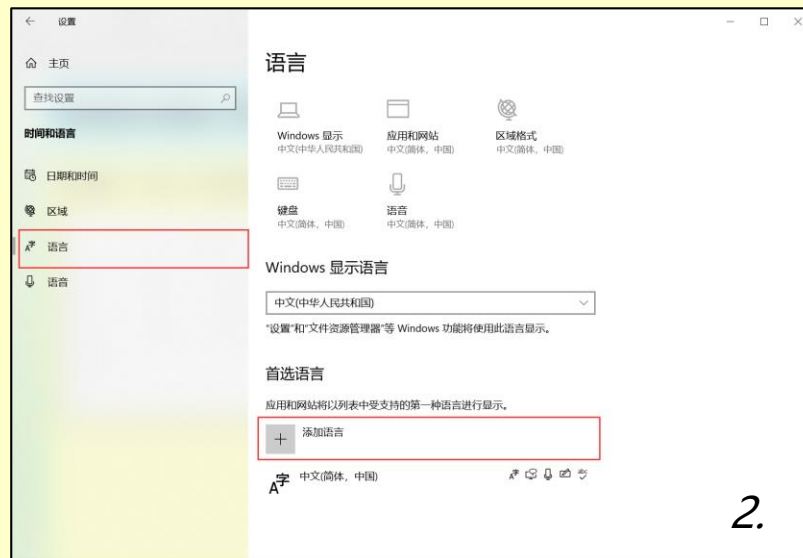 设置
主页
查找设置
时间和语言
日期和时间
区域
语言
语音
语言
Windows 显示
中文(中华人民共和国)
应用和网站
中文(简体，中国)
区域格式
中文(简体，中国)
键盘
中文(简体，中国)
语音
中文(简体，中国)
Windows 显示语言
中文(中华人民共和国)
"设置"和"文件资源管理器"等 Windows 功能将使用此语言显示。
首选语言
应用和网站将以列表中受支持的第一种语言进行显示。
添加语言
中文(简体，中国)
2.